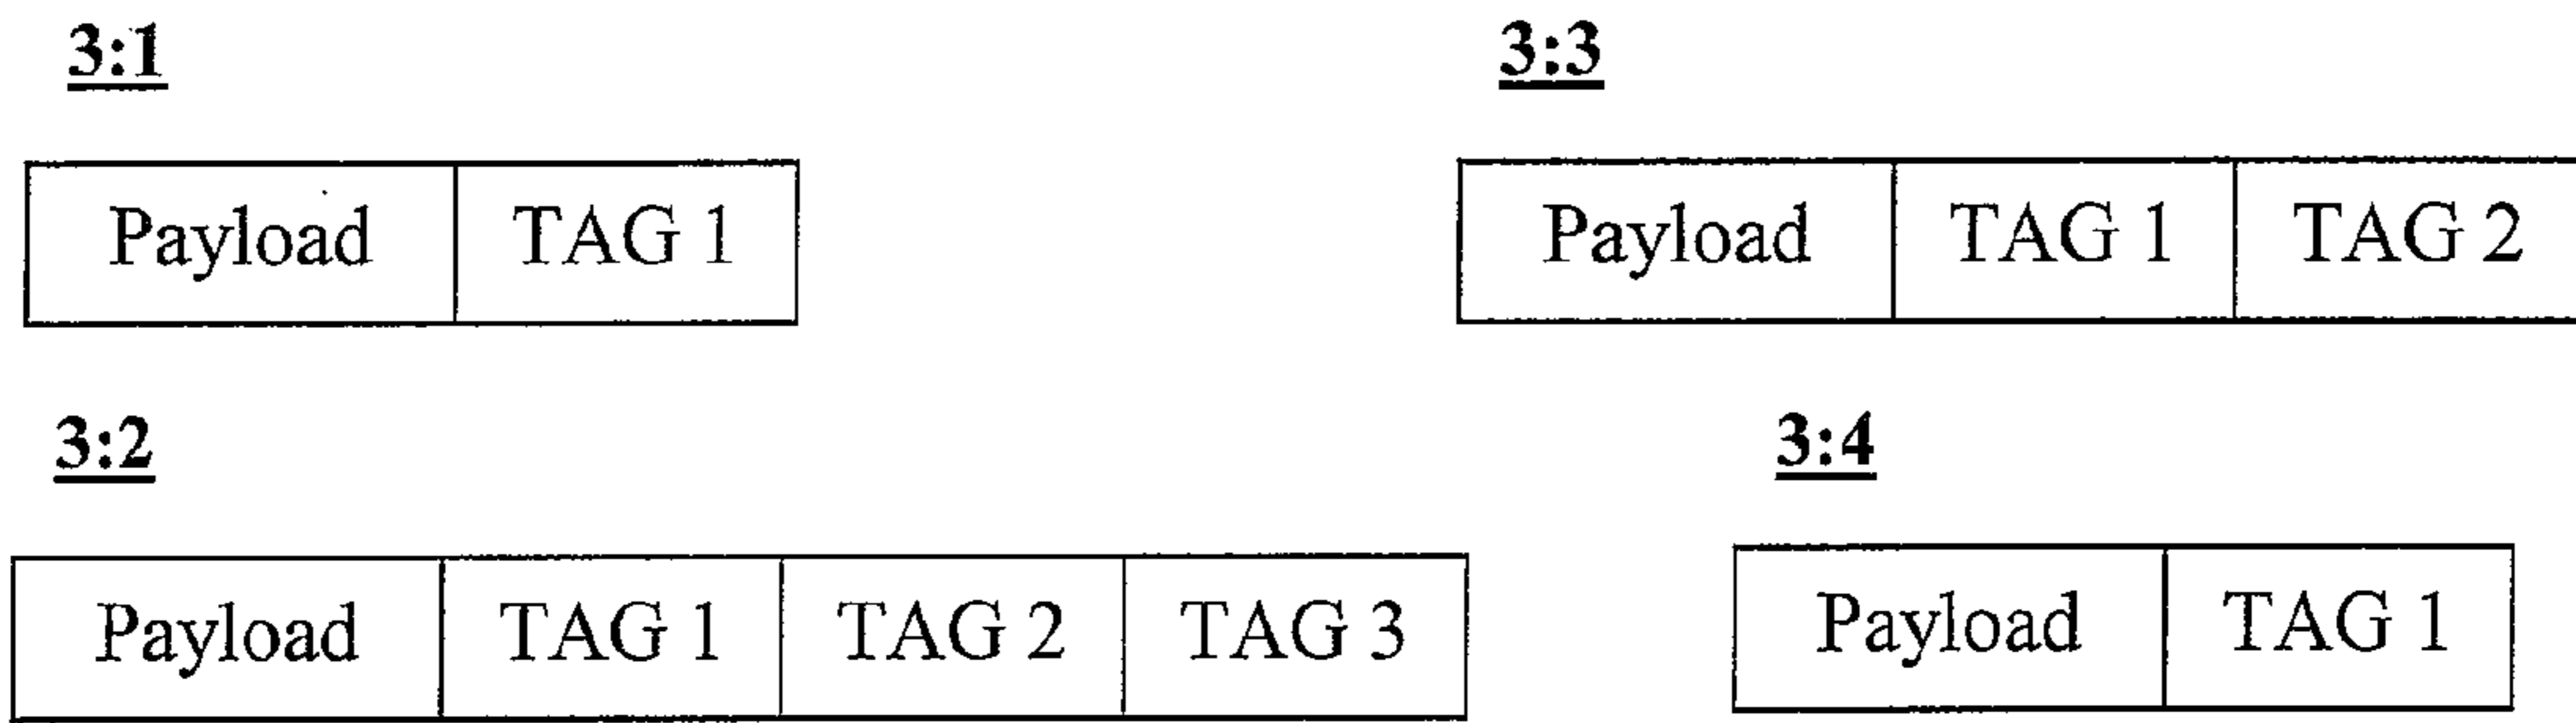 3:1
3:3
Payload TAG 1
Payload TAG 1 TAG 2
3:2
3:4
Payload TAG 1 TAG 2 TAG 3
Payload TAG 1